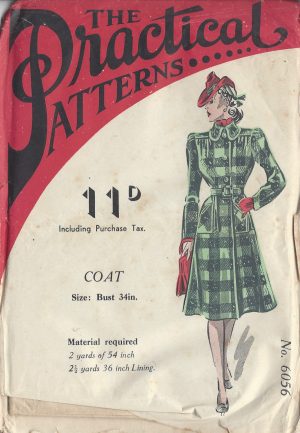 THE
Practical
PATTERNS......
11D
Including Purchase Tax.
COAT
Size: Bust 34in.
Material required
2 yards of 54 inch
2½ yards 36 inch Lining.
No. 6056